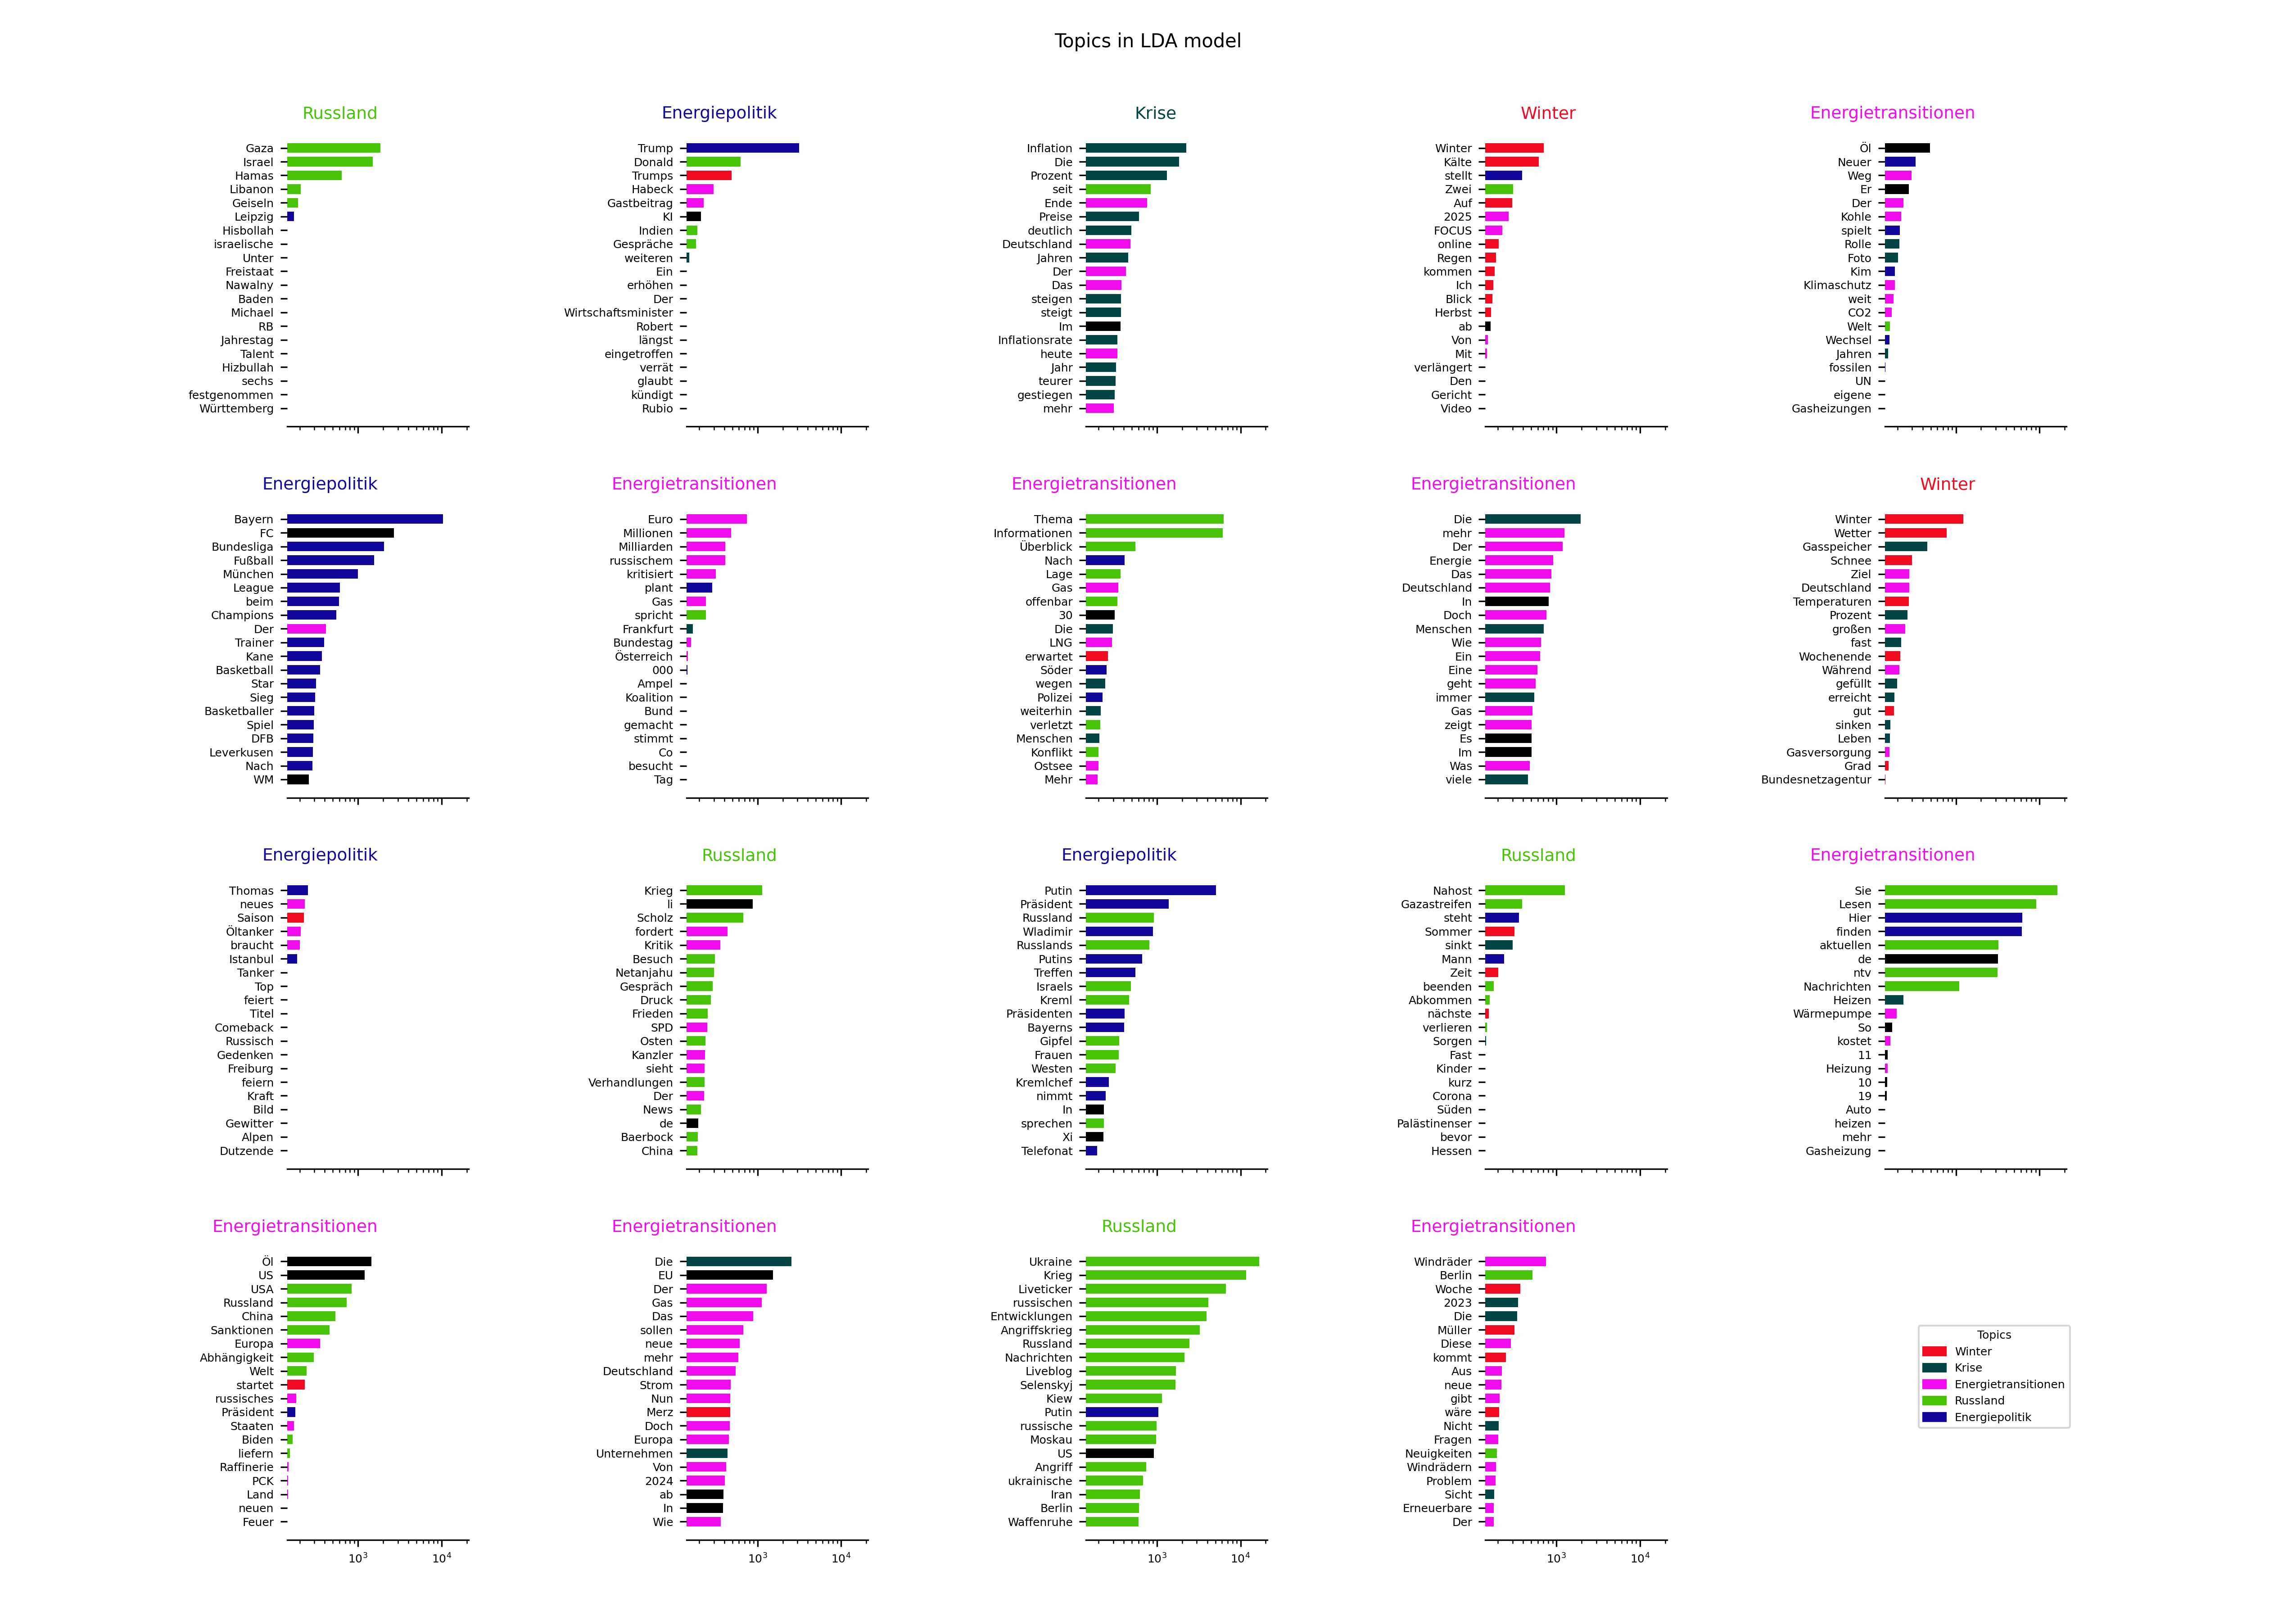 Topics in LDA model
Russland
Gaza
Israel
Hamas
Libanon
Geiseln
Leipzig
Hisbollah
israelische
Unter
Freistaat
Nawalny
Baden
Michael
RB
Jahrestag
Talent
Hizbullah
sechs
festgenommen
Württemberg
Energiepolitik
Trump
Donald
Trumps
Habeck
Gastbeitrag
KI
Indien
Gespräche
weiteren
Ein
erhöhen
Der
Wirtschaftsminister
Robert
längst
eingetroffen
verrät
glaubt
kündigt
Rubio
Krise
Inflation
Die
Prozent
seit
Ende
Preise
deutlich
Deutschland
Jahren
Der
Das
steigen
steigt
Im
Inflationsrate
heute
Jahr
teurer
gestiegen
mehr
Winter
Winter
Kälte
stellt
Zwei
Auf
2025
FOCUS
online
Regen
kommen
Ich
Blick
Herbst
ab
Von
Mit
verlängert
Den
Gericht
Video
Energietransitionen
Öl
Neuer
Weg
Er
Der
Kohle
spielt
Rolle
Foto
Kim
Klimaschutz
weit
CO2
Welt
Wechsel
Jahren
fossilen
UN
eigene
Gasheizungen
Energiepolitik
Bayern
FC
Bundesliga
Fußball
München
League
beim
Champions
Der
Trainer
Kane
Basketball
Star
Sieg
Basketballer
Spiel
DFB
Leverkusen
Nach
WM
Energietransitionen
Euro
Millionen
Milliarden
russischem
kritisiert
plant
Gas
spricht
Frankfurt
Bundestag
Österreich
000
Ampel
Koalition
Bund
gemacht
stimmt
Co
besucht
Tag
Energietransitionen
Thema
Informationen
Überblick
Nach
Lage
Gas
offenbar
30
Die
LNG
erwartet
Söder
wegen
Polizei
weiterhin
verletzt
Menschen
Konflikt
Ostsee
Mehr
Energietransitionen
Die
mehr
Der
Energie
Das
Deutschland
In
Doch
Menschen
Wie
Ein
Eine
geht
immer
Gas
zeigt
Es
Im
Was
viele
Winter
Winter
Wetter
Gasspeicher
Schnee
Ziel
Deutschland
Temperaturen
Prozent
großen
fast
Wochenende
Während
gefüllt
erreicht
gut
sinken
Leben
Gasversorgung
Grad
Bundesnetzagentur
Energiepolitik
Thomas
neues
Saison
Öltanker
braucht
Istanbul
Tanker
Top
feiert
Titel
Comeback
Russisch
Gedenken
Freiburg
feiern
Kraft
Bild
Gewitter
Alpen
Dutzende
Russland
Krieg
li
Scholz
fordert
Kritik
Besuch
Netanjahu
Gespräch
Druck
Frieden
SPD
Osten
Kanzler
sieht
Verhandlungen
Der
News
de
Baerbock
China
Energiepolitik
Putin
Präsident
Russland
Wladimir
Russlands
Putins
Treffen
Israels
Kreml
Präsidenten
Bayerns
Gipfel
Frauen
Westen
Kremlchef
nimmt
In
sprechen
Xi
Telefonat
Russland
Nahost
Gazastreifen
steht
Sommer
sinkt
Mann
Zeit
beenden
Abkommen
nächste
verlieren
Sorgen
Fast
Kinder
kurz
Corona
Süden
Palästinenser
bevor
Hessen
Energietransitionen
Sie
Lesen
Hier
finden
aktuellen
de
ntv
Nachrichten
Heizen
Wärmepumpe
So
kostet
11
Heizung
10
19
Auto
heizen
mehr
Gasheizung
Energietransitionen
Öl
US
USA
Russland
China
Sanktionen
Europa
Abhängigkeit
Welt
startet
russisches
Präsident
Staaten
Biden
liefern
Raffinerie
PCK
Land
neuen
Feuer
10³ 10⁴
Energietransitionen
Die
EU
Der
Gas
Das
sollen
neue
mehr
Deutschland
Strom
Nun
Merz
Doch
Europa
Unternehmen
Von
2024
ab
In
Wie
10³ 10⁴
Russland
Ukraine
Krieg
Liveticker
russischen
Entwicklungen
Angriffskrieg
Russland
Nachrichten
Liveblog
Selenskyj
Kiew
Putin
russische
Moskau
US
Angriff
ukrainische
Iran
Berlin
Waffenruhe
10³ 10⁴
Energietransitionen
Windräder
Berlin
Woche
2023
Die
Müller
Diese
kommt
Aus
neue
gibt
wäre
Nicht
Fragen
Neuigkeiten
Windrädern
Problem
Sicht
Erneuerbare
Der
10³ 10⁴
Topics
Winter
Krise
Energietransitionen
Russland
Energiepolitik